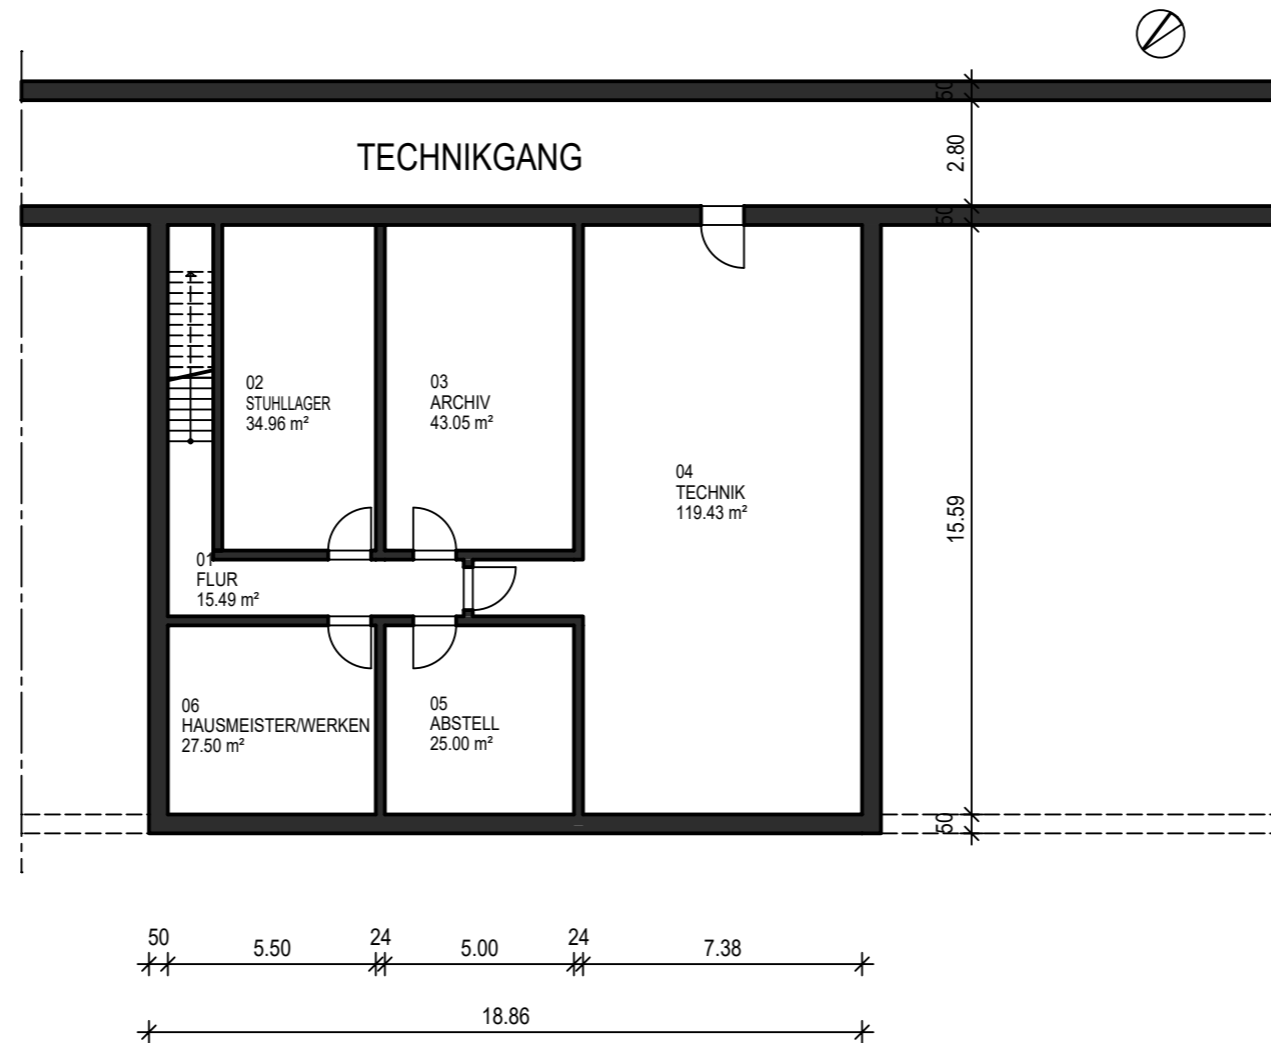 50
TECHNIKGANG
2.80
50
02
STUHLLAGER
34.96 m²
03
ARCHIV
43.05 m²
04
TECHNIK
119.43 m²
15.59
01
FLUR
15.49 m²
06
HAUSMEISTER/WERKEN
27.50 m²
05
ABSTELL
25.00 m²
50
50
5.50
24
5.00
24
7.38
18.86